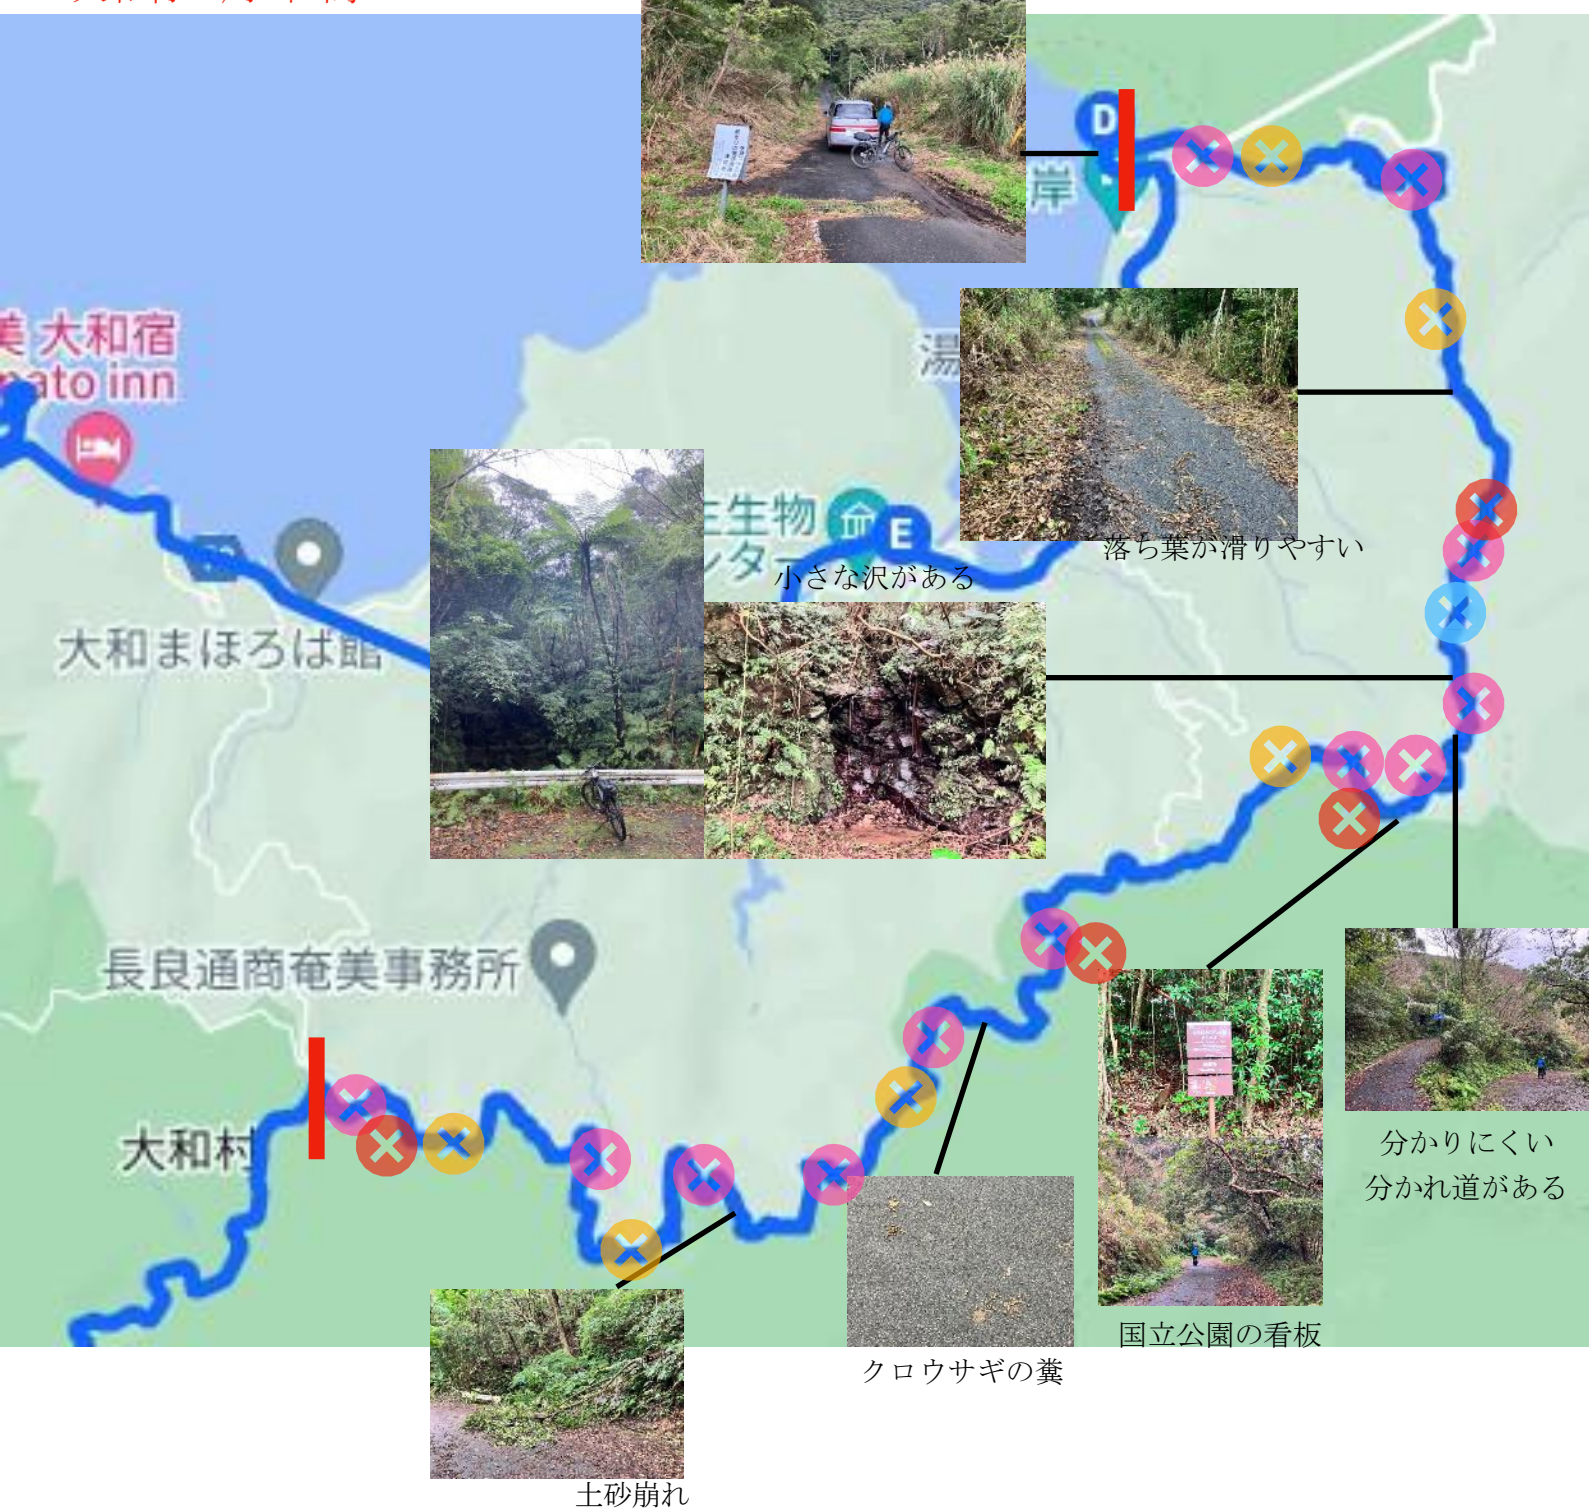 D
岸
美 大和宿
ato inn
湯
生生物
ンター
E
落ち葉が滑りやすい
小さな沢がある
大和まほろば館
長良通商奄美事務所
大和村
分かりにくい
分かれ道がある
国立公園の看板
クロウサギの糞
土砂崩れ